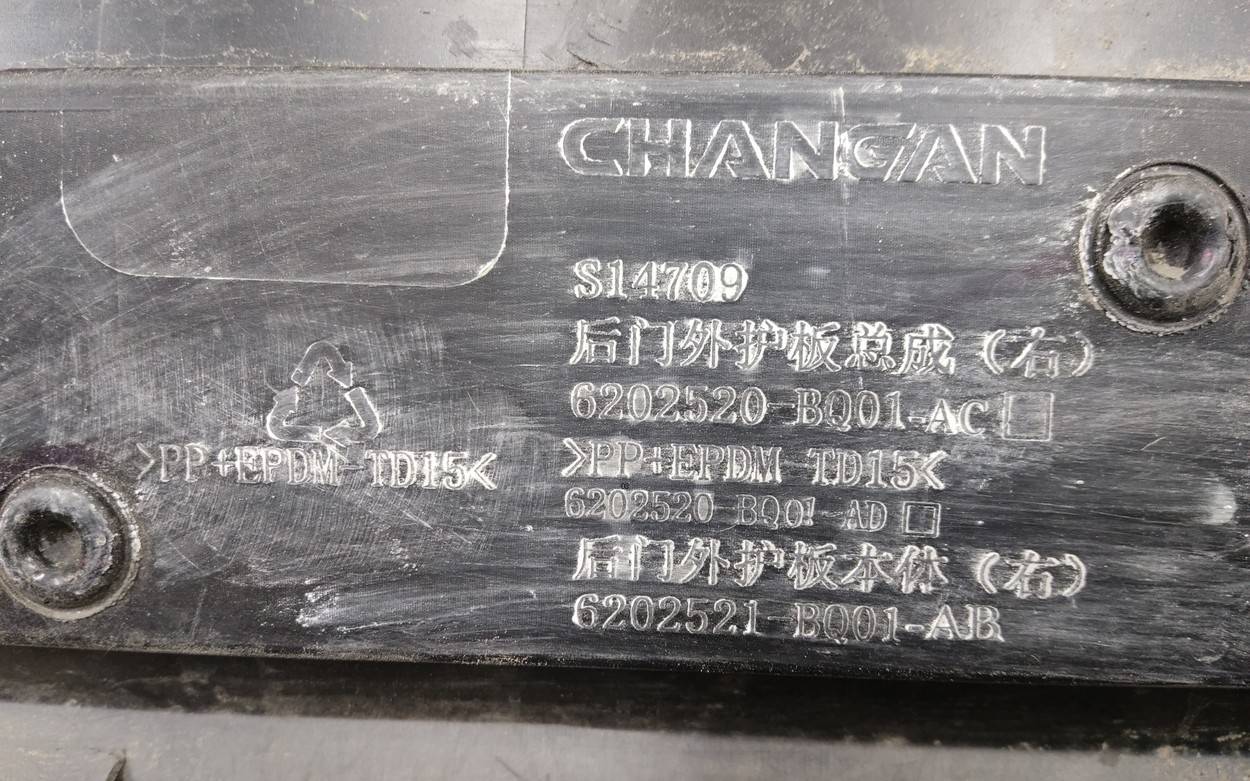 CHANGAN
S14709
后门外护板总成（右）
6202520-BQ01-AC
>PP+EPDM-TD15<
>PP+EPDM TD15<
6202520 BQ01 AD
后门外护板本体（右）
6202521-BQ01-AB